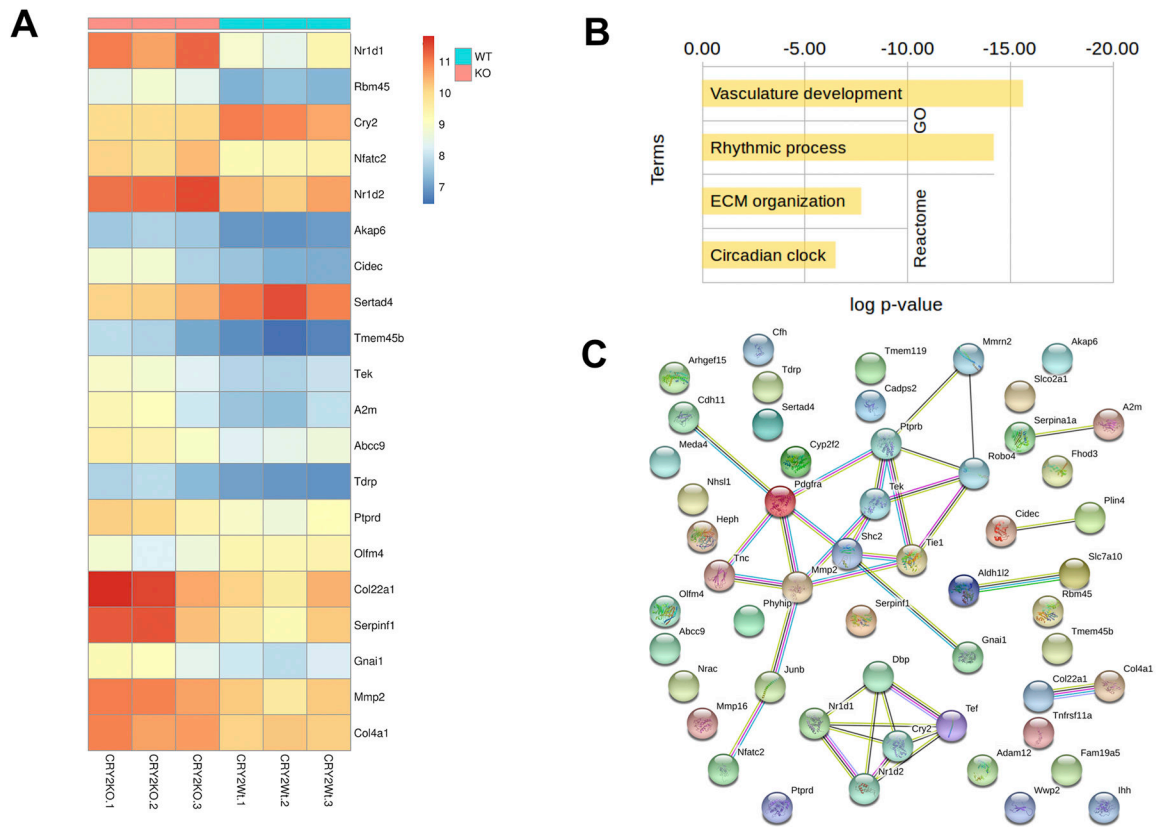 A
Nr1d1
Rbm45
Cry2
Nfatc2
Nr1d2
Akap6
Cidec
Sertad4
Tmem45b
Tek
A2m
Abcc9
Tdrp
Ptprd
Olfm4
Col22a1
Serpinf1
Gnai1
Mmp2
Col4a1
CRY2KO.1
CRY2KO.2
CRY2KO.3
CRY2Wt.1
CRY2Wt.2
CRY2Wt.3
11
10
9
8
7
WT
KO
B
0.00 -5.00 -10.00 -15.00 -20.00
Terms
Vasculature development
Rhythmic process
ECM organization
Circadian clock
GO
Reactome
log p-value
C
Cfh
Arhgef15
Tdrp
Tmem119
Mmrn2
Akap6
Slco2a1
Cdh11
Sertad4
Cadps2
Serpina1a
A2m
Meda4
Cyp2f2
Ptprb
Robo4
Fhod3
Nhsl1
Pdgfra
Tek
Cidec
Plin4
Heph
Shc2
Tie1
Tnc
Mmp2
Aldh1l2
Slc7a10
Rbm45
Olfm4
Phyhip
Serpinf1
Tmem45b
Abcc9
Gnai1
Nrac
Junb
Dbp
Col22a1
Col4a1
Mmp16
Nr1d1
Tef
Tnfrsf11a
Cry2
Nfatc2
Nr1d2
Adam12
Fam19a5
Ptprd
Wwp2
Ihh